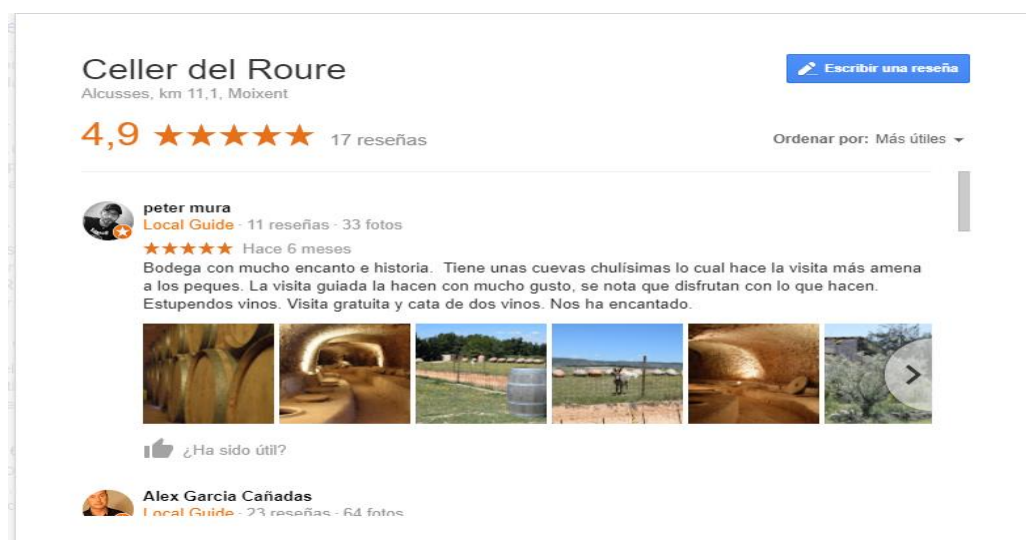 Celler del Roure
Escribir una reseña
Alcusses, km 11,1, Moixent
4,9 17 reseñas
Ordenar por: Más útiles
peter mura
Local Guide · 11 reseñas · 33 fotos
Hace 6 meses
Bodega con mucho encanto e historia. Tiene unas cuevas chulísimas lo cual hace la visita más amena
a los peques. La visita guiada la hacen con mucho gusto, se nota que disfrutan con lo que hacen.
Estupendos vinos. Visita gratuita y cata de dos vinos. Nos ha encantado.
¿Ha sido útil?
Alex Garcia Cañadas
Local Guide · 23 reseñas · 64 fotos